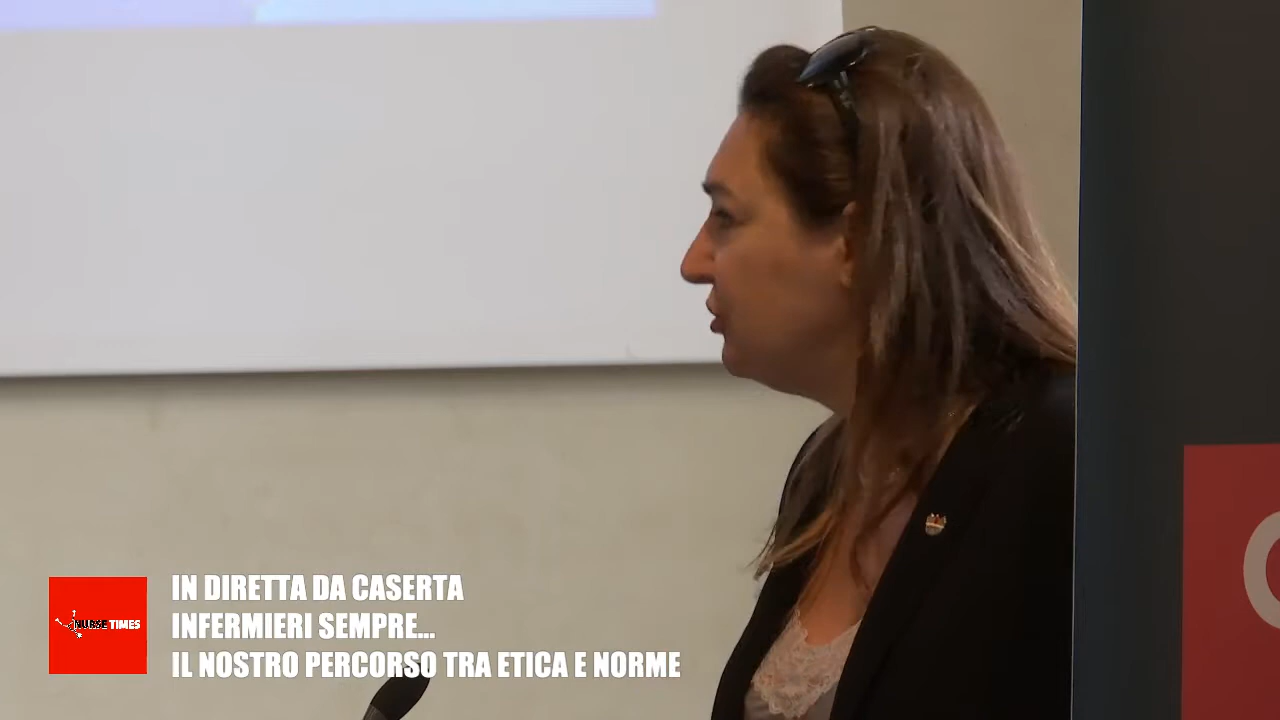 IN DIRETTA DA CASERTA
INFERMIERI SEMPRE...
NURSE TIMES
IL NOSTRO PERCORSO TRA ETICA E NORME